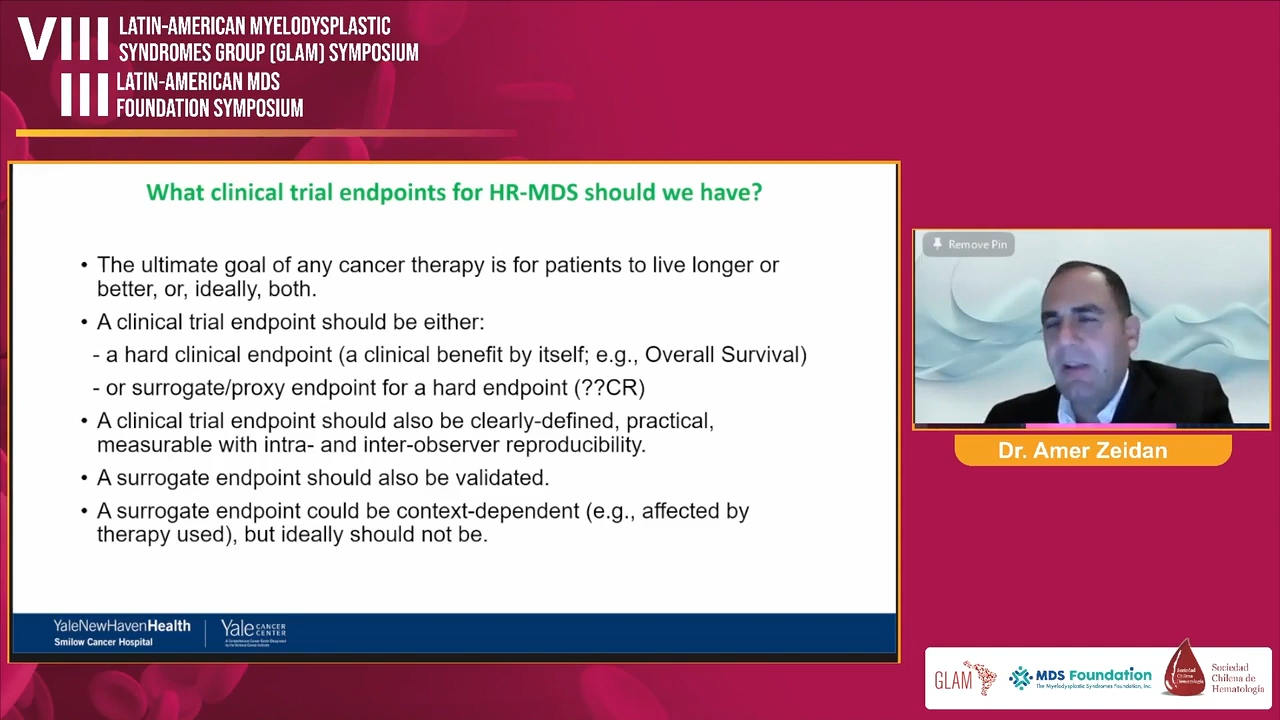 VIII
LATIN-AMERICAN MYELODYSPLASTIC
SYNDROMES GROUP (GLAM) SYMPOSIUM
III
LATIN-AMERICAN MDS
FOUNDATION SYMPOSIUM
What clinical trial endpoints for HR-MDS should we have?
• The ultimate goal of any cancer therapy is for patients to live longer or
better, or, ideally, both.
• A clinical trial endpoint should be either:
- a hard clinical endpoint (a clinical benefit by itself; e.g., Overall Survival)
- or surrogate/proxy endpoint for a hard endpoint (??CR)
• A clinical trial endpoint should also be clearly-defined, practical,
measurable with intra- and inter-observer reproducibility.
• A surrogate endpoint should also be validated.
• A surrogate endpoint could be context-dependent (e.g., affected by
therapy used), but ideally should not be.
YaleNewHavenHealth
Smilow Cancer Hospital
Yale CANCER
CENTER
Remove Pin
Dr. Amer Zeidan
GLAM
MDS Foundation
The Myelodysplastic Syndromes Foundation, Inc.
Sociedad
Chilena
Hematología
Sociedad
Chilena de
Hematología